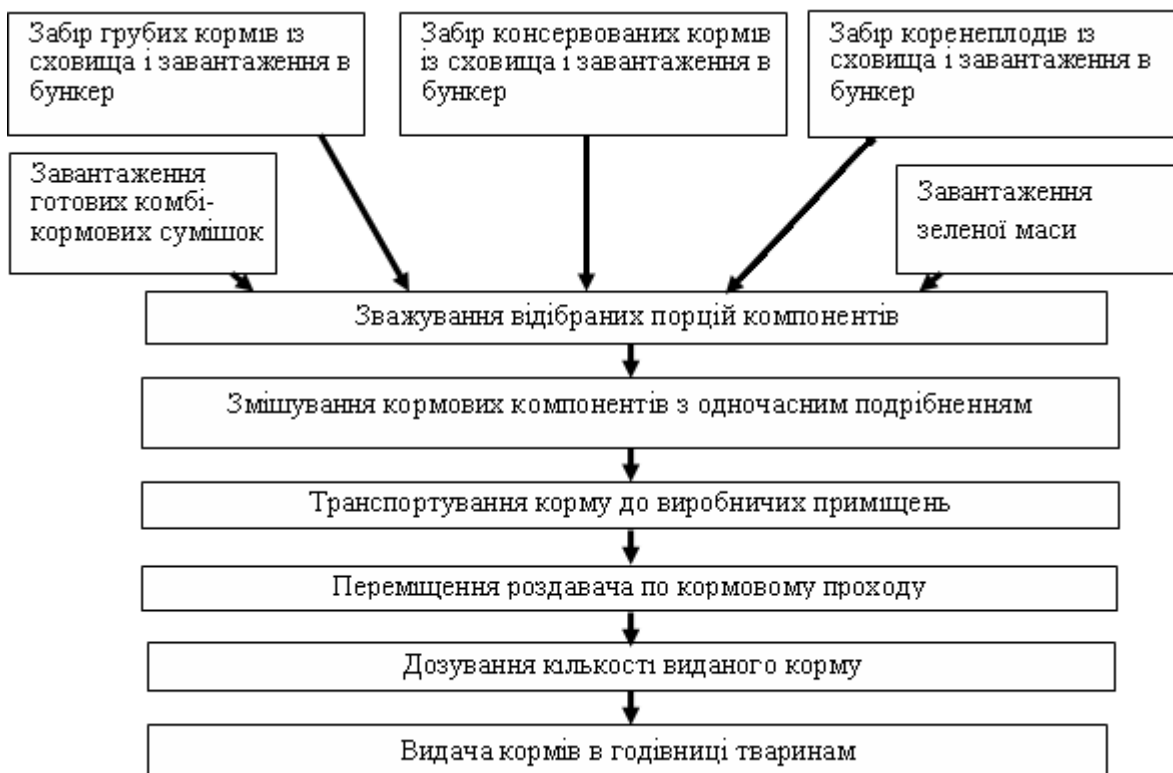 Забір грубих кормів із
сховища і завантаження в
бункер
Забір консервованих кормів
із сховища і завантаження в
бункер
Забір коренеплодів із
сховища і завантаження в
бункер
Завантаження
готових комбі-
кормових сумішок
Завантаження
зеленої маси
Зважування відібраних порцій компонентів
Змішування кормових компонентів з одночасним подрібненням
Транспортування корму до виробничих приміщень
Переміщення роздавача по кормовому проходу
Дозування кількості виданого корму
Видача кормів в годівниці тваринам